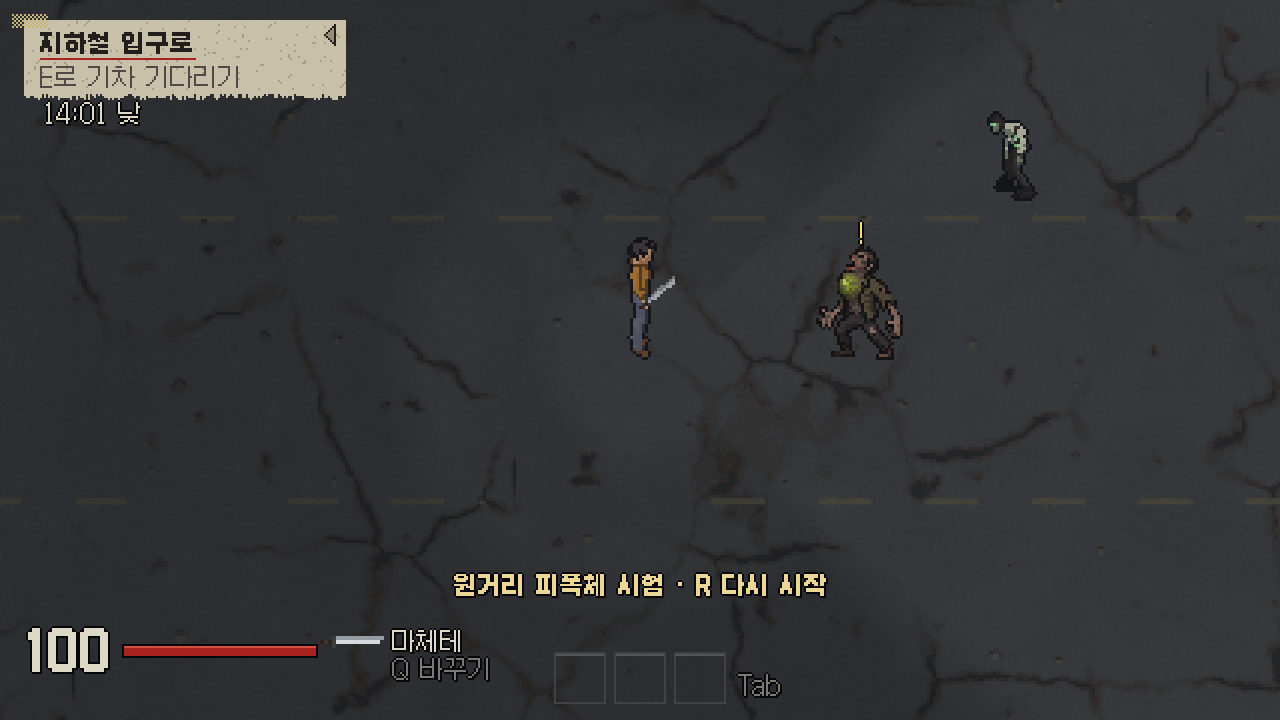 지하철 입구로
E로 기차 기다리기
14:01 낮
!
원거리 피폭체 시험 · R 다시 시작
100
마체테
Q 바꾸기
Tab